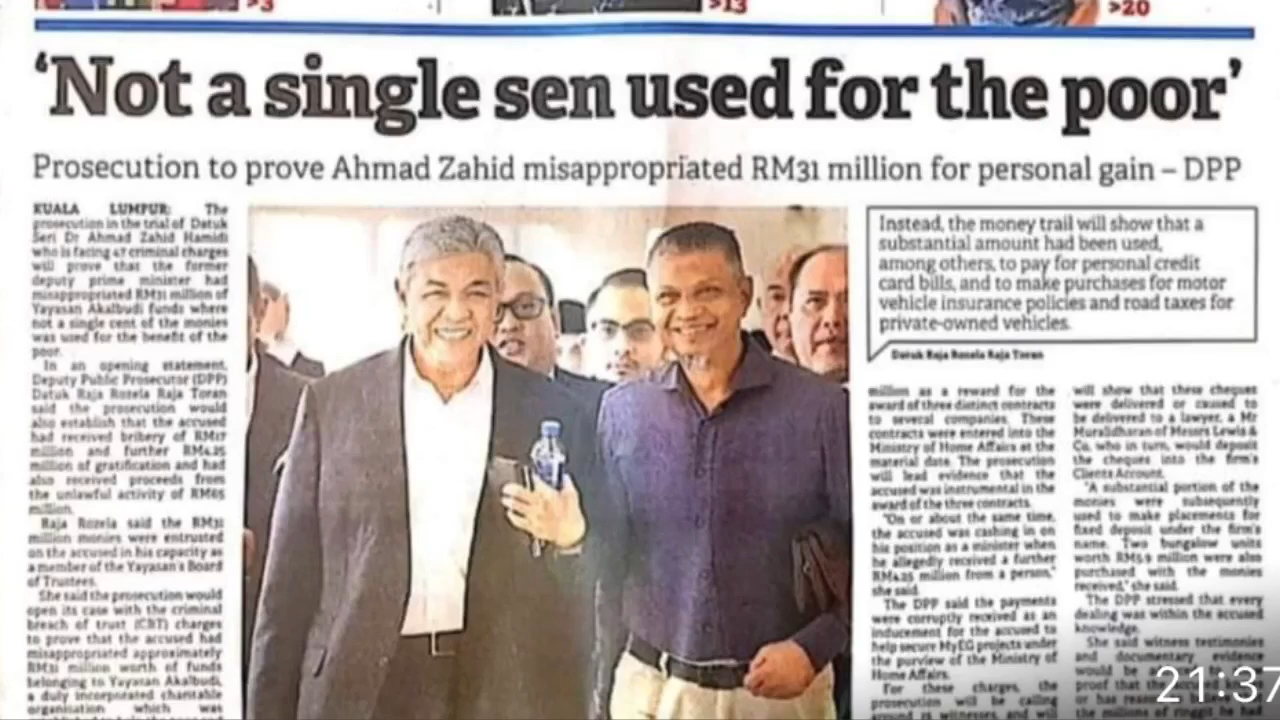 >3
>13
>20
‘Not a single sen used for the poor’
Prosecution to prove Ahmad Zahid misappropriated RM31 million for personal gain – DPP
KUALA LUMPUR: The
prosecution in the trial of Datuk
Seri Dr Ahmad Zahid Hamidi
who is facing 47 criminal charges
will prove that the former
deputy prime minister had
misappropriated RM31 million of
Yayasan Akalbudi funds where
not a single cent of the monies
was used for the benefit of the
poor.
In an opening statement,
Deputy Public Prosecutor (DPP)
Datuk Raja Rozela Raja Toran
said the prosecution would
also establish that the accused
had received bribery of RM17
million and further RM4.25
million of gratification and had
also received proceeds from
the unlawful activity of RM65
million.
Raja Rozela said the RM31
million monies were entrusted
on the accused in his capacity as
a member of the Yayasan's Board
of Trustees.
She said the prosecution would
open its case with the criminal
breach of trust (CBT) charges
to prove that the accused had
misappropriated approximately
RM31 million worth of funds
belonging to Yayasan Akalbudi,
a duly incorporated charitable
organisation which was
Instead, the money trail will show that a
substantial amount had been used,
among others, to pay for personal credit
card bills, and to make purchases for motor
vehicle insurance policies and road taxes for
private-owned vehicles.
Datuk Raja Rozela Raja Toran
million as a reward for the
award of three distinct contracts
to several companies. These
contracts were entered into the
Ministry of Home Affairs at the
material date. The prosecution
will lead evidence that the
accused was instrumental in the
award of the three contracts.
"On or about the same time,
the accused was cashing in on
his position as a minister when
he allegedly received a further
RM4.25 million from a person,"
she said.
The DPP said the payments
were corruptly received as an
inducement for the accused to
help secure MyEG projects under
the purview of the Ministry of
Home Affairs.
For these charges, the
prosecution will be calling
around 15 witnesses, and will
will show that these cheques
were delivered or caused to
be delivered to a lawyer, a Mr
Muralidharan of Messrs Lewis &
Co, who in turn, would deposit
the cheques into the firm's
Clients Account.
"A substantial portion of the
monies were subsequently
used to make placements for
fixed deposit under the firm's
name. Two bungalow units
worth RM5.9 million were also
purchased with the monies
received," she said.
The DPP stressed that every
dealing was within the accused
knowledge.
She said witness testimonies
and documentary evidence
would be
proof that the accused
or has reason
the millions of ringgit he had
21:37